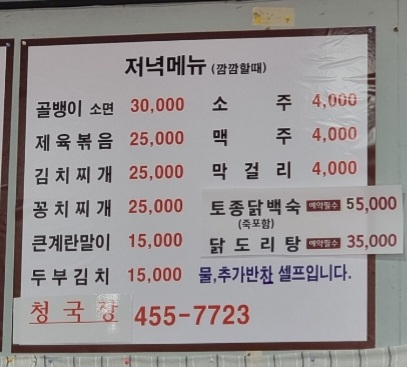 저녁메뉴 (깜깜할때)
골뱅이 소면 30,000 소주 4,000
제육볶음 25,000 맥주 4,000
김치찌개 25,000 막걸리 4,000
꽁치찌개 25,000 토종닭백숙 예약필수 55,000
(죽포함)
큰계란말이 15,000 닭도리탕 예약필수 35,000
두부김치 15,000 물,추가반찬 셀프입니다.
청국장 455-7723